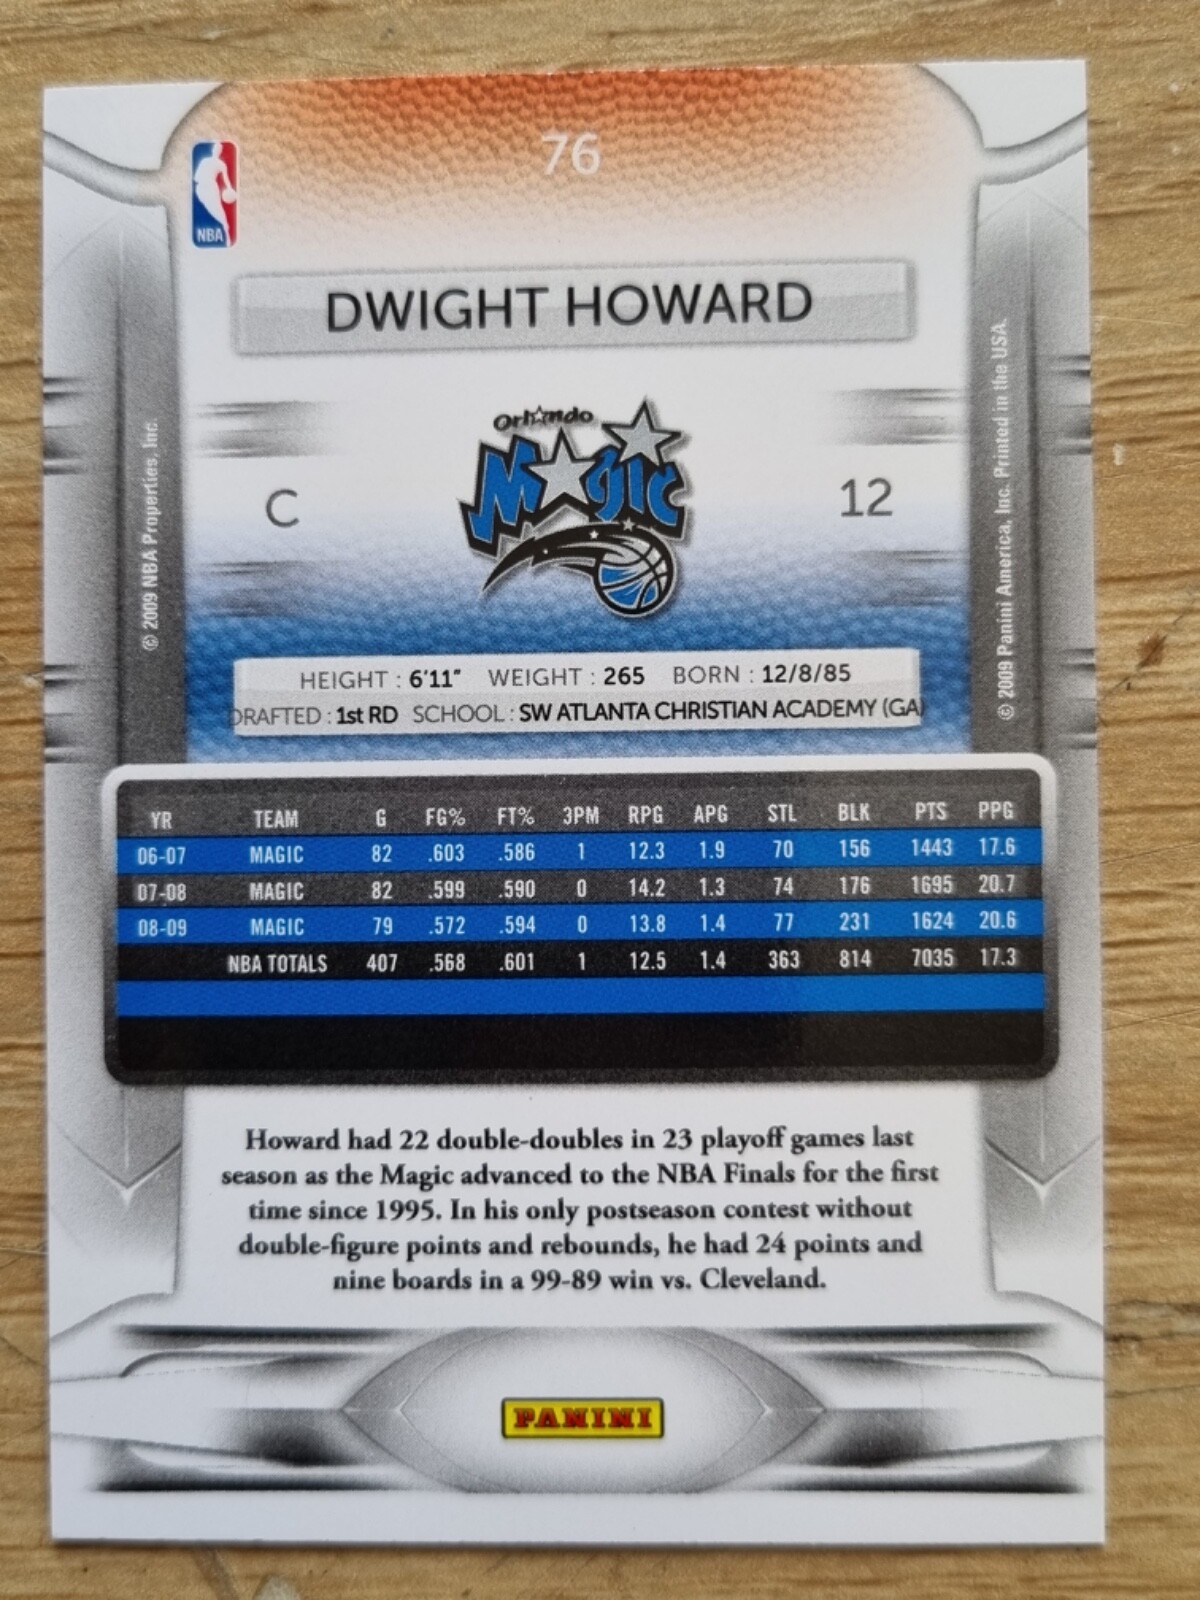 76
NBA
DWIGHT HOWARD
Orlando
Magic
C
12
© 2009 NBA Properties, Inc.
© 2009 Panini America, Inc. Printed in the USA.
HEIGHT : 6'11" WEIGHT : 265 BORN : 12/8/85
DRAFTED : 1st RD SCHOOL : SW ATLANTA CHRISTIAN ACADEMY (GA)
YR TEAM G FG% FT% 3PM RPG APG STL BLK PTS PPG
06-07 MAGIC 82 .603 .586 1 12.3 1.9 70 156 1443 17.6
07-08 MAGIC 82 .599 .590 0 14.2 1.3 74 176 1695 20.7
08-09 MAGIC 79 .572 .594 0 13.8 1.4 77 231 1624 20.6
NBA TOTALS 407 .568 .601 1 12.5 1.4 363 814 7035 17.3
Howard had 22 double-doubles in 23 playoff games last
season as the Magic advanced to the NBA Finals for the first
time since 1995. In his only postseason contest without
double-figure points and rebounds, he had 24 points and
nine boards in a 99-89 win vs. Cleveland.
PANINI